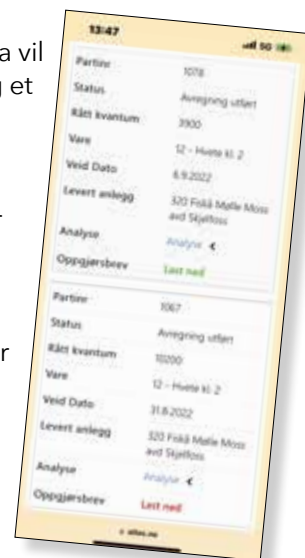 a vil
g et
r
13:47
5G
Partinr 1078
Status Avregning utført
Rått kvantum 3900
Vare 12 - Hvete kl. 2
Veid Dato 6.9.2022
Levert anlegg 320 Fiskå Mølle Moss
avd Skjelfoss
Analyse Analyse
Oppgjørsbrev Last ned
Partinr 1067
Status Avregning utført
Rått kvantum 10200
Vare 12 - Hvete kl. 2
Veid Dato 31.8.2022
Levert anlegg 320 Fiskå Mølle Moss
avd Skjelfoss
Analyse Analyse
Oppgjørsbrev Last ned